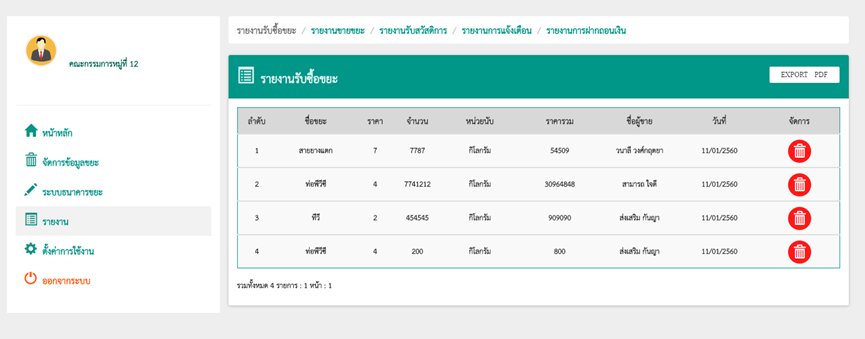 คณะกรรมการหมู่ที่ 12
หน้าหลัก
จัดการข้อมูลขยะ
ระบบธนาคารขยะ
รายงาน
ตั้งค่าการใช้งาน
ออกจากระบบ
รายงานรับซื้อขยะ / รายงานขายขยะ / รายงานรับสวัสดิการ / รายงานการแจ้งเตือน / รายงานการฝากถอนเงิน
รายงานรับซื้อขยะ EXPORT PDF
ลำดับ ชื่อขยะ ราคา จำนวน หน่วยนับ ราคารวม ชื่อผู้ขาย วันที่ จัดการ
1 สายยางแตก 7 7787 กิโลกรัม 54509 วนาลี วงศ์กฤตยา 11/01/2560
2 ท่อพีวีซี 4 7741212 กิโลกรัม 30964848 สามารถ ใจดี 11/01/2560
3 ทีวี 2 454545 กิโลกรัม 909090 ส่งเสริม กันญา 11/01/2560
4 ท่อพีวีซี 4 200 กิโลกรัม 800 ส่งเสริม กันญา 11/01/2560
รวมทั้งหมด 4 รายการ : 1 หน้า : 1